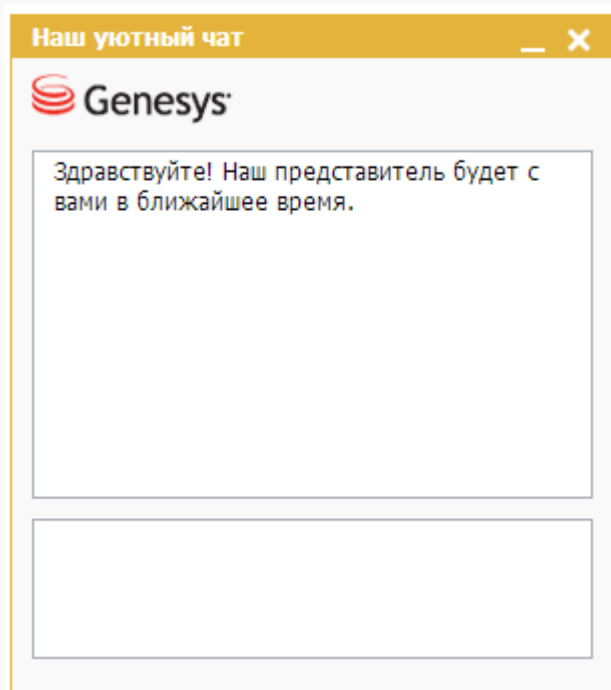 Наш уютный чат
Genesys
Здравствуйте! Наш представитель будет с
вами в ближайшее время.